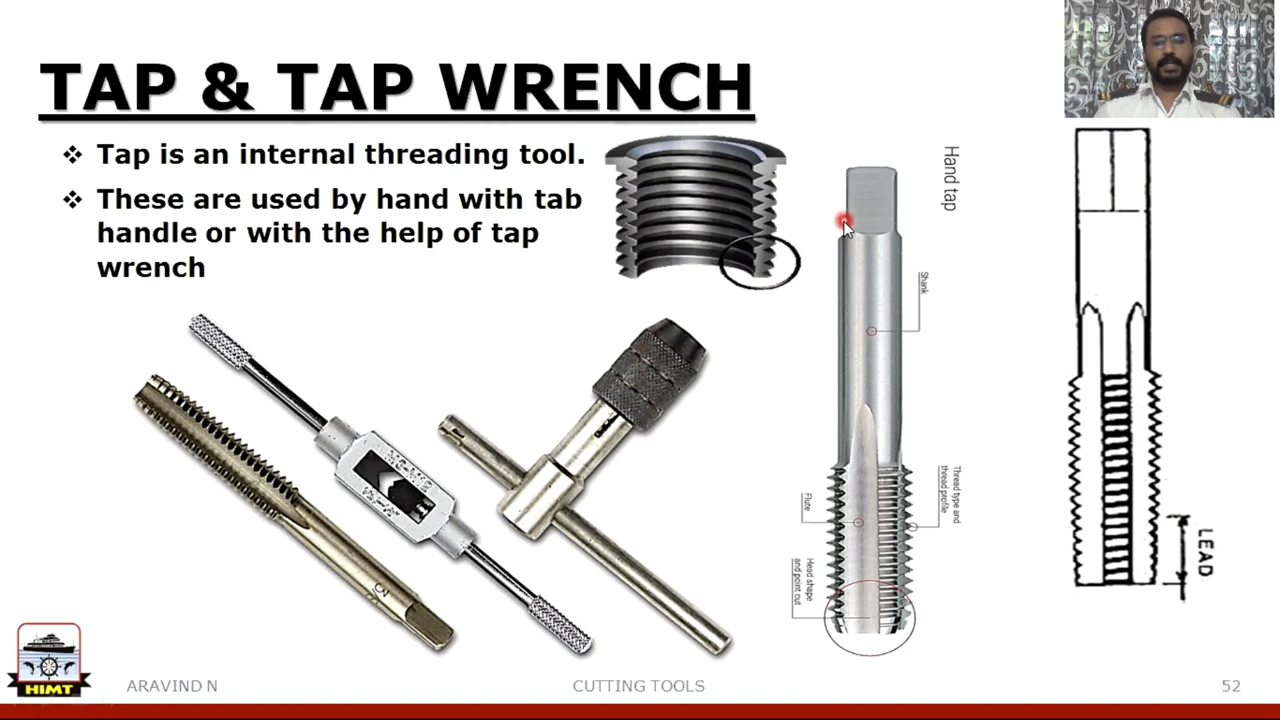 TAP & TAP WRENCH
❖ Tap is an internal threading tool.
❖ These are used by hand with tab
handle or with the help of tap
wrench
Hand tap
Shank
Thread type and
thread profile
Flute
Head shape
and point cut
LEAD
HIMT
ARAVIND N
CUTTING TOOLS
52